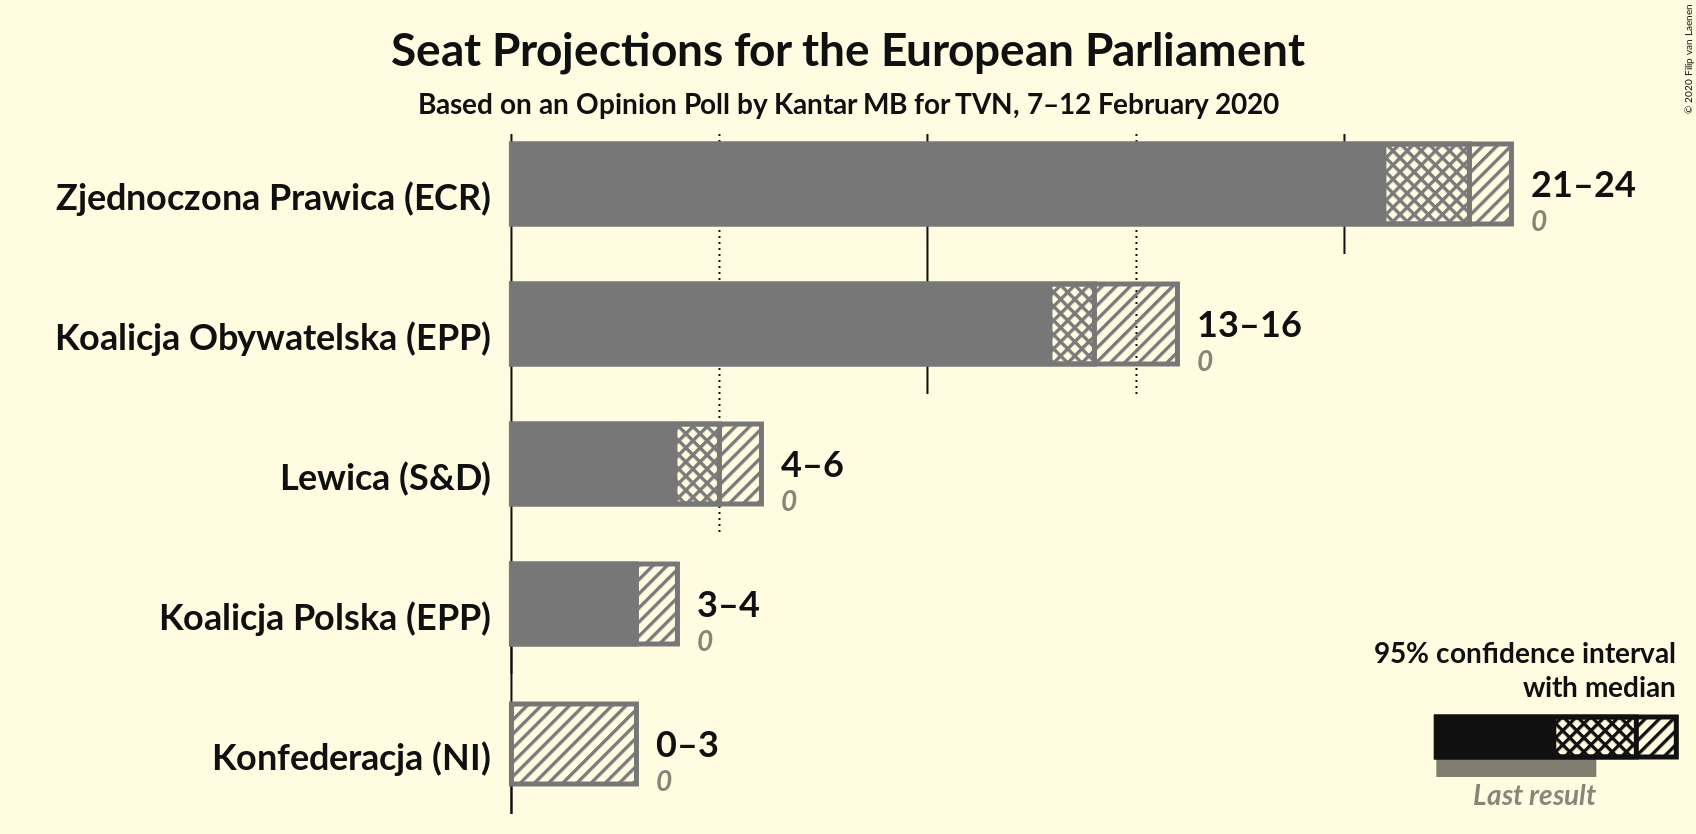 Seat Projections for the European Parliament
Based on an Opinion Poll by Kantar MB for TVN, 7–12 February 2020
© 2020 Filip van Laenen
Zjednoczona Prawica (ECR)
21–24
0
Koalicja Obywatelska (EPP)
13–16
0
Lewica (S&D)
4–6
0
Koalicja Polska (EPP)
3–4
0
Konfederacja (NI)
0–3
0
95% confidence interval
with median
Last result